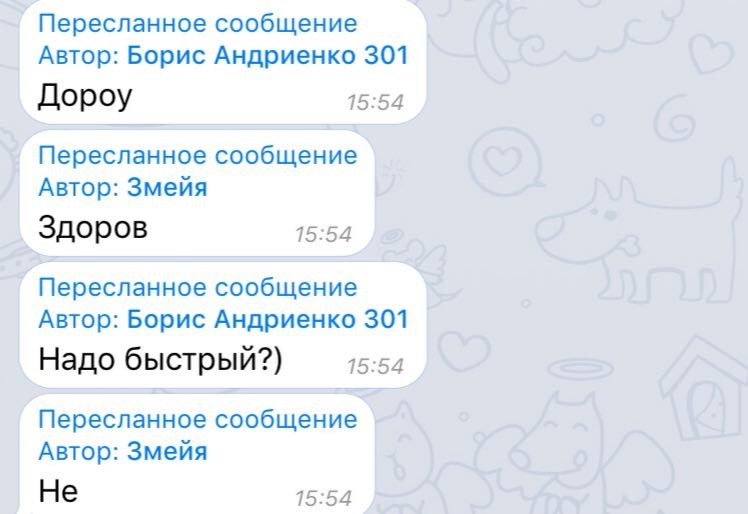 Пересланное сообщение
Автор: Борис Андриенко 301
Дороу 15:54
Пересланное сообщение
Автор: Змейя
Здоров 15:54
Пересланное сообщение
Автор: Борис Андриенко 301
Надо быстрый?) 15:54
Пересланное сообщение
Автор: Змейя
Не 15:54